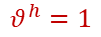 ϑ^h = 1